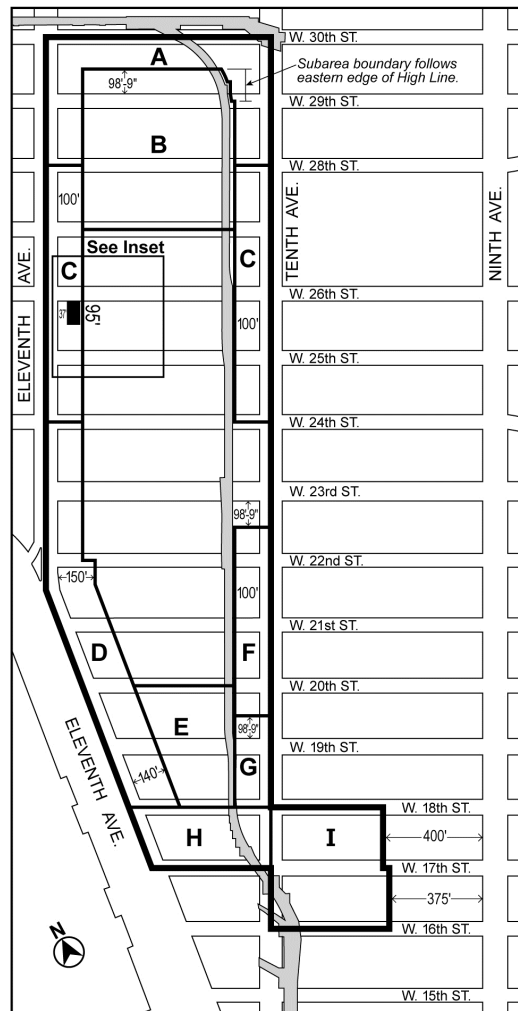 W. 30th ST.
A
Subarea boundary follows
eastern edge of High Line.
98'-9"
W. 29th ST.
B
W. 28th ST.
100'
TENTH AVE.
NINTH AVE.
ELEVENTH AVE.
See Inset
C
C
W. 26th ST.
37'
95'
100'
W. 25th ST.
W. 24th ST.
W. 23rd ST.
98'-9"
W. 22nd ST.
150'
100'
W. 21st ST.
D
F
W. 20th ST.
E
98'-9"
W. 19th ST.
ELEVENTH AVE.
140'
G
W. 18th ST.
H
I
400'
W. 17th ST.
375'
N
W. 16th ST.
W. 15th ST.